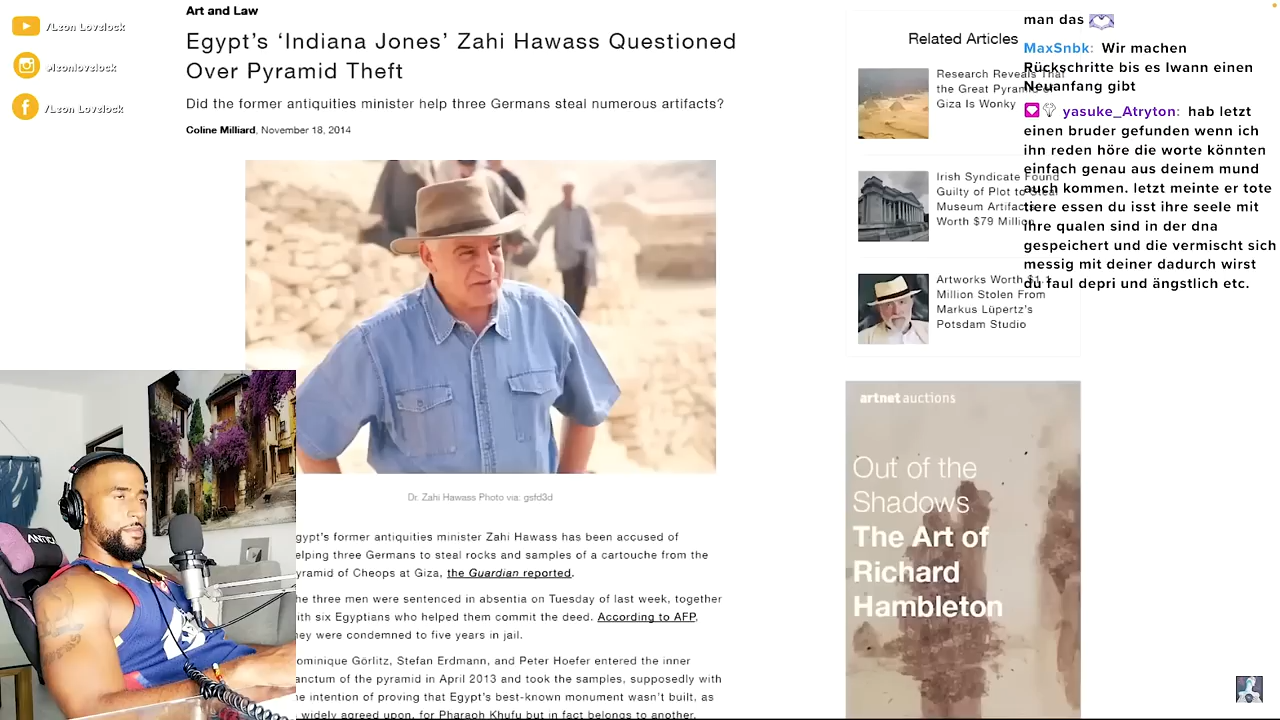 /Leon Lovelock
#leonlovelock
/Leon Lovelock
Art and Law
Egypt's ‘Indiana Jones’ Zahi Hawass Questioned
Over Pyramid Theft
Did the former antiquities minister help three Germans steal numerous artifacts?
Coline Milliard, November 18, 2014
Dr. Zahi Hawass Photo via: gsfd3d
gypt's former antiquities minister Zahi Hawass has been accused of
elping three Germans to steal rocks and samples of a cartouche from the
yramid of Cheops at Giza, the Guardian reported.
he three men were sentenced in absentia on Tuesday of last week, together
ith six Egyptians who helped them commit the deed. According to AFP,
hey were condemned to five years in jail.
ominique Görlitz, Stefan Erdmann, and Peter Hoefer entered the inner
anctum of the pyramid in April 2013 and took the samples, supposedly with
he intention of proving that Egypt's best-known monument wasn't built, as
widely agreed upon, for Pharaoh Khufu but in fact belongs to another,
Related Articles
Research Reveals That
the Great Pyramid of
Giza Is Wonky
Irish Syndicate Found
Guilty of Plot to Steal
Museum Artifacts
Worth $79 Million
Artworks Worth $1.1
Million Stolen From
Markus Lüpertz's
Potsdam Studio
artnet auctions
Out of the
Shadows
The Art of
Richard
Hambleton
man das
MaxSnbk: Wir machen
Rückschritte bis es Iwann einen
Neuanfang gibt
yasuke_Atryton: hab letzt
einen bruder gefunden wenn ich
ihn reden höre die worte könnten
einfach genau aus deinem mund
auch kommen. letzt meinte er tote
tiere essen du isst ihre seele mit
ihre qualen sind in der dna
gespeichert und die vermischt sich
messig mit deiner dadurch wirst
du faul depri und ängstlich etc.